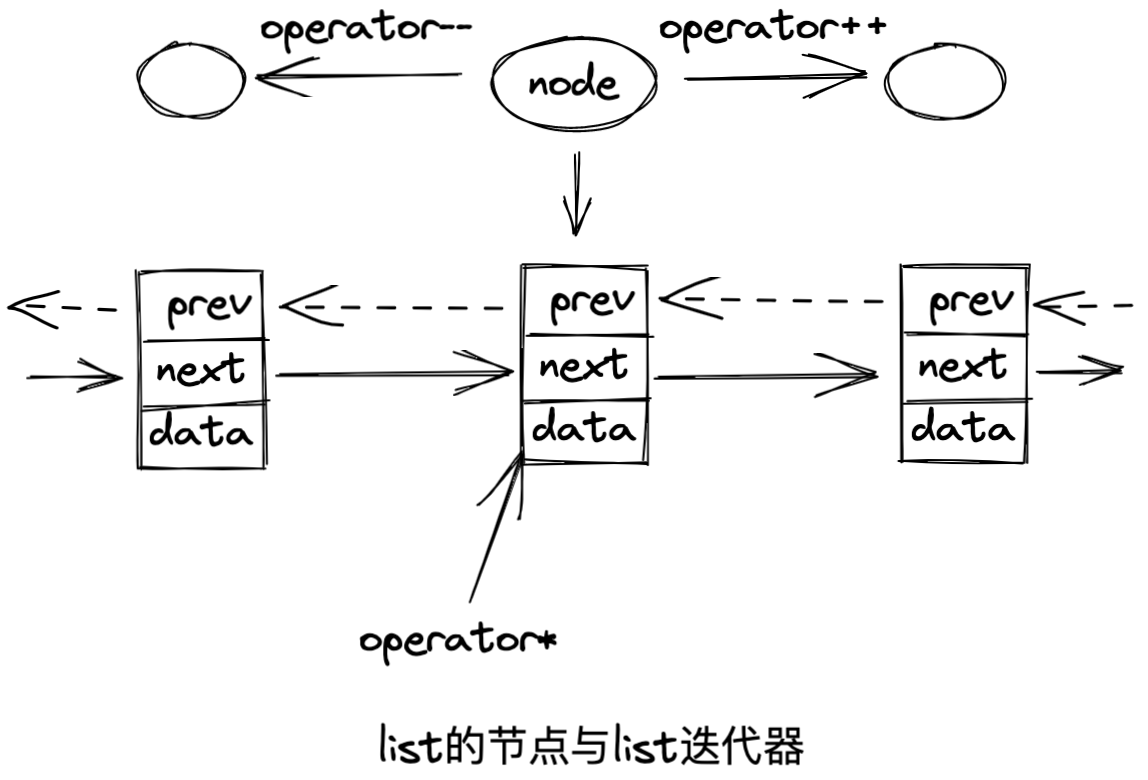 operator-- operator++
node
prev prev prev
next next next
data data data
operator*
list的节点与list迭代器